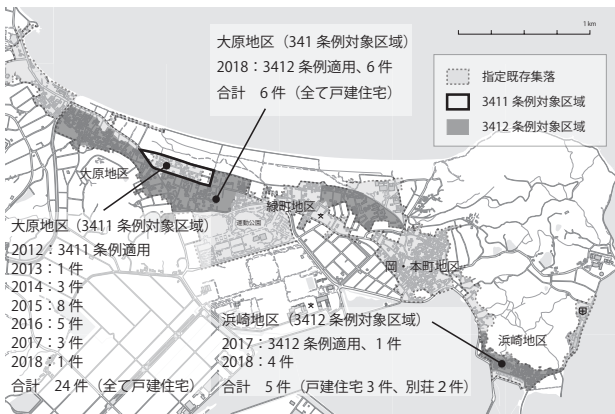 1 km
大原地区（341 条例対象区域）
2018：3412 条例適用、6 件
合計　6 件（全て戸建住宅）
指定既存集落
3411 条例対象区域
3412 条例対象区域
大原地区
緑町地区
運動公園
大原地区（3411 条例対象区域）
2012：3411 条例適用
2013：1 件
2014：3 件
2015：8 件
2016：5 件
2017：3 件
2018：1 件
合計　24 件（全て戸建住宅）
岡・本町地区
浜崎地区（3412 条例対象区域）
2017：3412 条例適用、1 件
2018：4 件
合計　5 件（戸建住宅 3 件、別荘 2 件）
浜崎地区